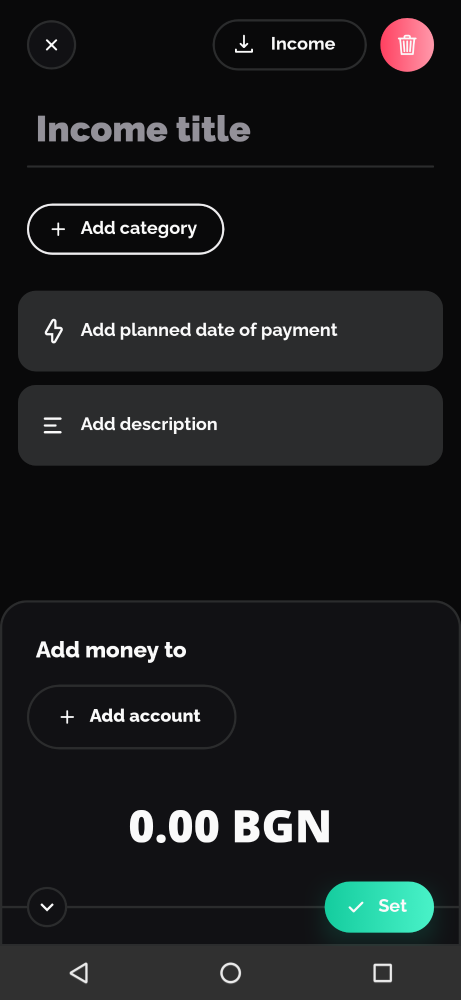 Income
Income title
Add category
Add planned date of payment
Add description
Add money to
Add account
0.00 BGN
Set